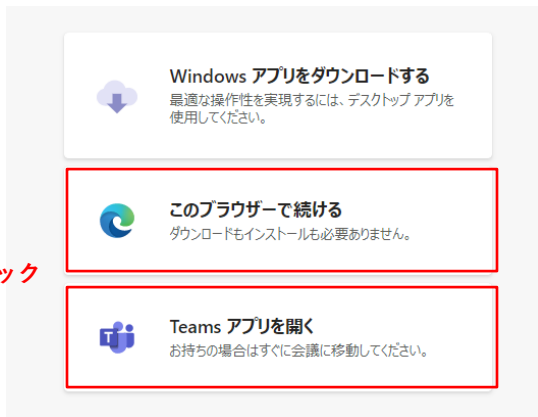 Windows アプリをダウンロードする
最適な操作性を実現するには、デスクトップ アプリを
使用してください。
このブラウザーで続ける
ダウンロードもインストールも必要ありません。
ック
Teams アプリを開く
お持ちの場合はすぐに会議に移動してください。